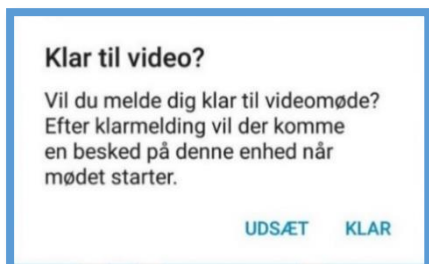 Klar til video?
Vil du melde dig klar til videomøde?
Efter klarmelding vil der komme
en besked på denne enhed når
mødet starter.
UDSÆT KLAR